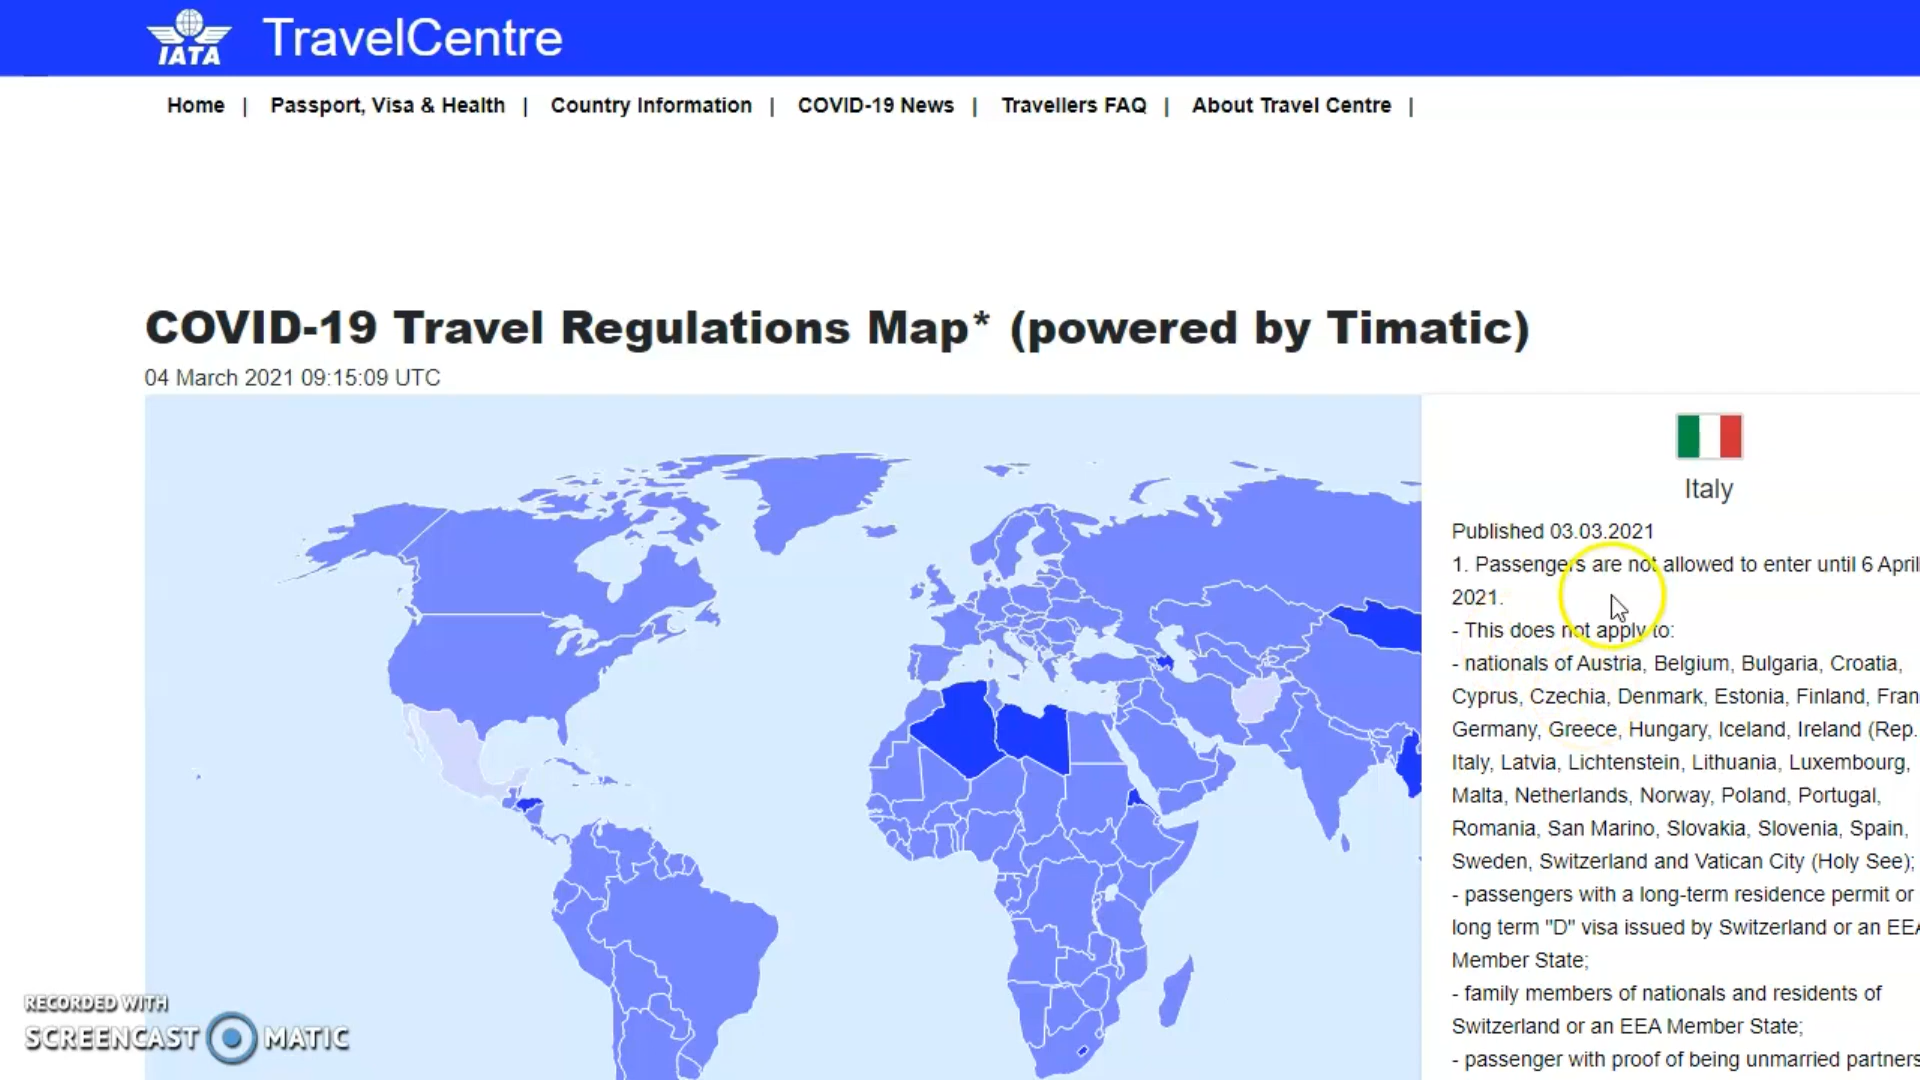 IATA
TravelCentre
Home | Passport, Visa & Health | Country Information | COVID-19 News | Travellers FAQ | About Travel Centre |
COVID-19 Travel Regulations Map* (powered by Timatic)
04 March 2021 09:15:09 UTC
Italy
Published 03.03.2021
1. Passengers are not allowed to enter until 6 April
2021.
- This does not apply to:
- nationals of Austria, Belgium, Bulgaria, Croatia,
Cyprus, Czechia, Denmark, Estonia, Finland, Fran
Germany, Greece, Hungary, Iceland, Ireland (Rep.
Italy, Latvia, Lichtenstein, Lithuania, Luxembourg,
Malta, Netherlands, Norway, Poland, Portugal,
Romania, San Marino, Slovakia, Slovenia, Spain,
Sweden, Switzerland and Vatican City (Holy See);
- passengers with a long-term residence permit or
long term "D" visa issued by Switzerland or an EEA
Member State;
- family members of nationals and residents of
Switzerland or an EEA Member State;
- passenger with proof of being unmarried partners
RECORDED WITH
SCREENCAST MATIC